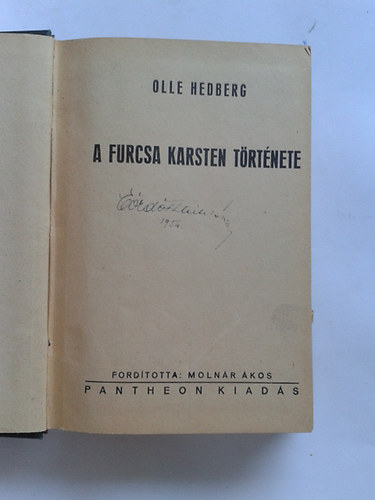 OLLE HEDBERG
A FURCSA KARSTEN TÖRTÉNETE
FORDÍTOTTA: MOLNÁR ÁKOS
PANTHEON KIADÁS